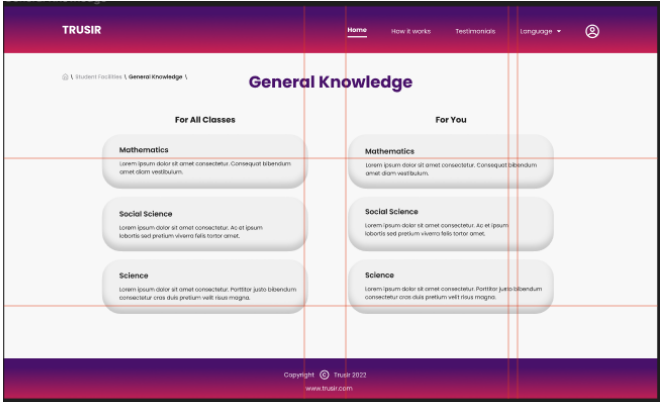 General Knowledge
TRUSIR
Home
How it works
Testimonials
Language
\ Student Facilities \ General Knowledge \
General Knowledge
For All Classes
Mathematics
Lorem ipsum dolor sit amet consectetur. Consequat bibendum
amet diam vestibulum.
Social Science
Lorem ipsum dolor sit amet consectetur. Ac et ipsum
lobortis sed pretium viverra felis tortor amet.
Science
Lorem ipsum dolor sit amet consectetur. Porttitor justo bibendum
consectetur cras duis pretium velit risus magna.
For You
Mathematics
Lorem ipsum dolor sit amet consectetur. Consequat bibendum
amet diam vestibulum.
Social Science
Lorem ipsum dolor sit amet consectetur. Ac et ipsum
lobortis sed pretium viverra felis tortor amet.
Science
Lorem ipsum dolor sit amet consectetur. Porttitor justo bibendum
consectetur cras duis pretium velit risus magna.
Copyright © Trusir 2022
www.trusir.com